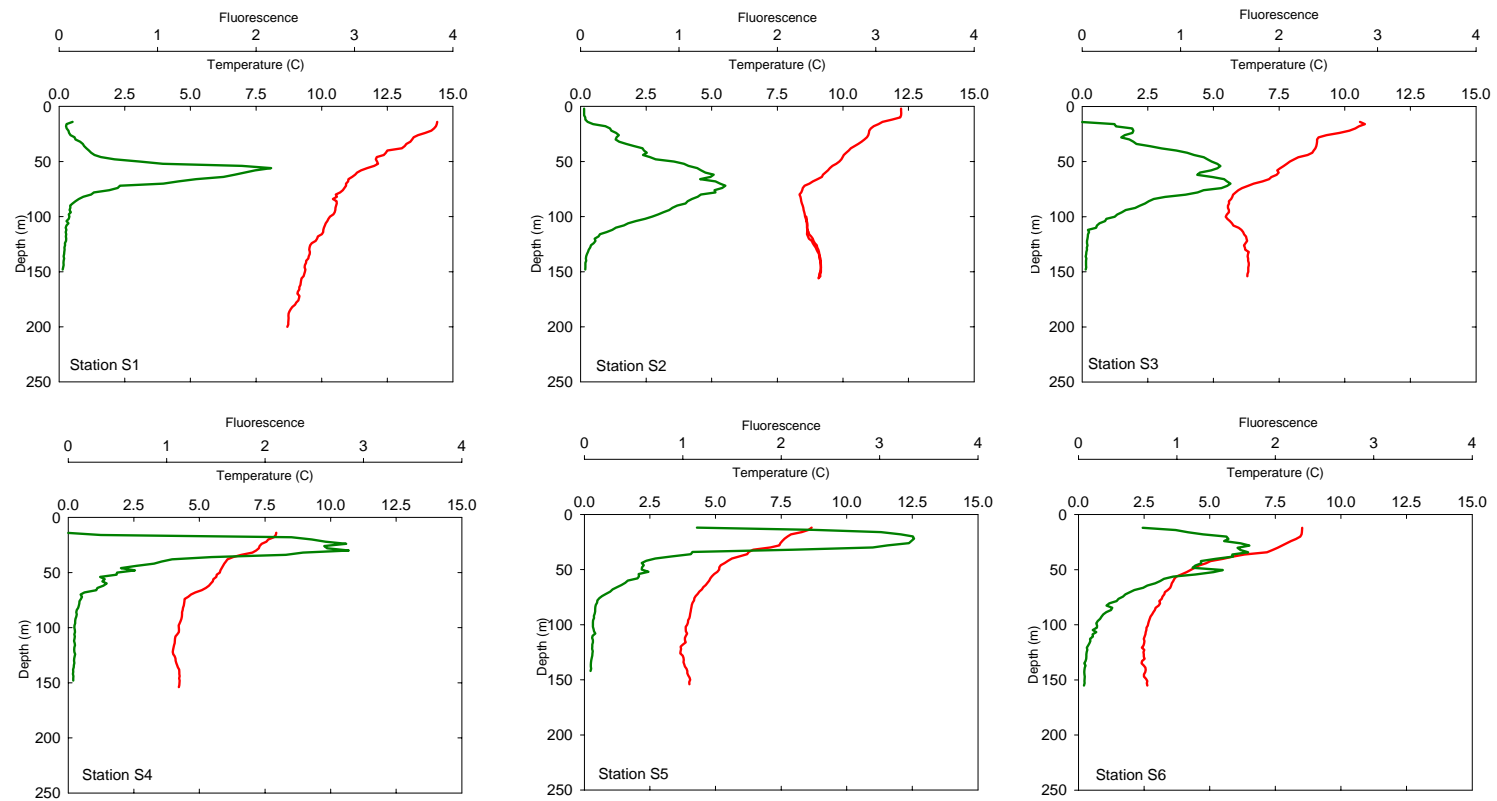 Fluorescence
0 1 2 3 4
Temperature (C)
0.0 2.5 5.0 7.5 10.0 12.5 15.0
0
50
100
150
200
250
Depth (m)
Station S1
Fluorescence
0 1 2 3 4
Temperature (C)
0.0 2.5 5.0 7.5 10.0 12.5 15.0
0
50
100
150
200
250
Depth (m)
Station S2
Fluorescence
0 1 2 3 4
Temperature (C)
0.0 2.5 5.0 7.5 10.0 12.5 15.0
0
50
100
150
200
250
Depth (m)
Station S3
Fluorescence
0 1 2 3 4
Temperature (C)
0.0 2.5 5.0 7.5 10.0 12.5 15.0
0
50
100
150
200
250
Depth (m)
Station S4
Fluorescence
0 1 2 3 4
Temperature (C)
0.0 2.5 5.0 7.5 10.0 12.5 15.0
0
50
100
150
200
250
Depth (m)
Station S5
Fluorescence
0 1 2 3 4
Temperature (C)
0.0 2.5 5.0 7.5 10.0 12.5 15.0
0
50
100
150
200
250
Depth (m)
Station S6